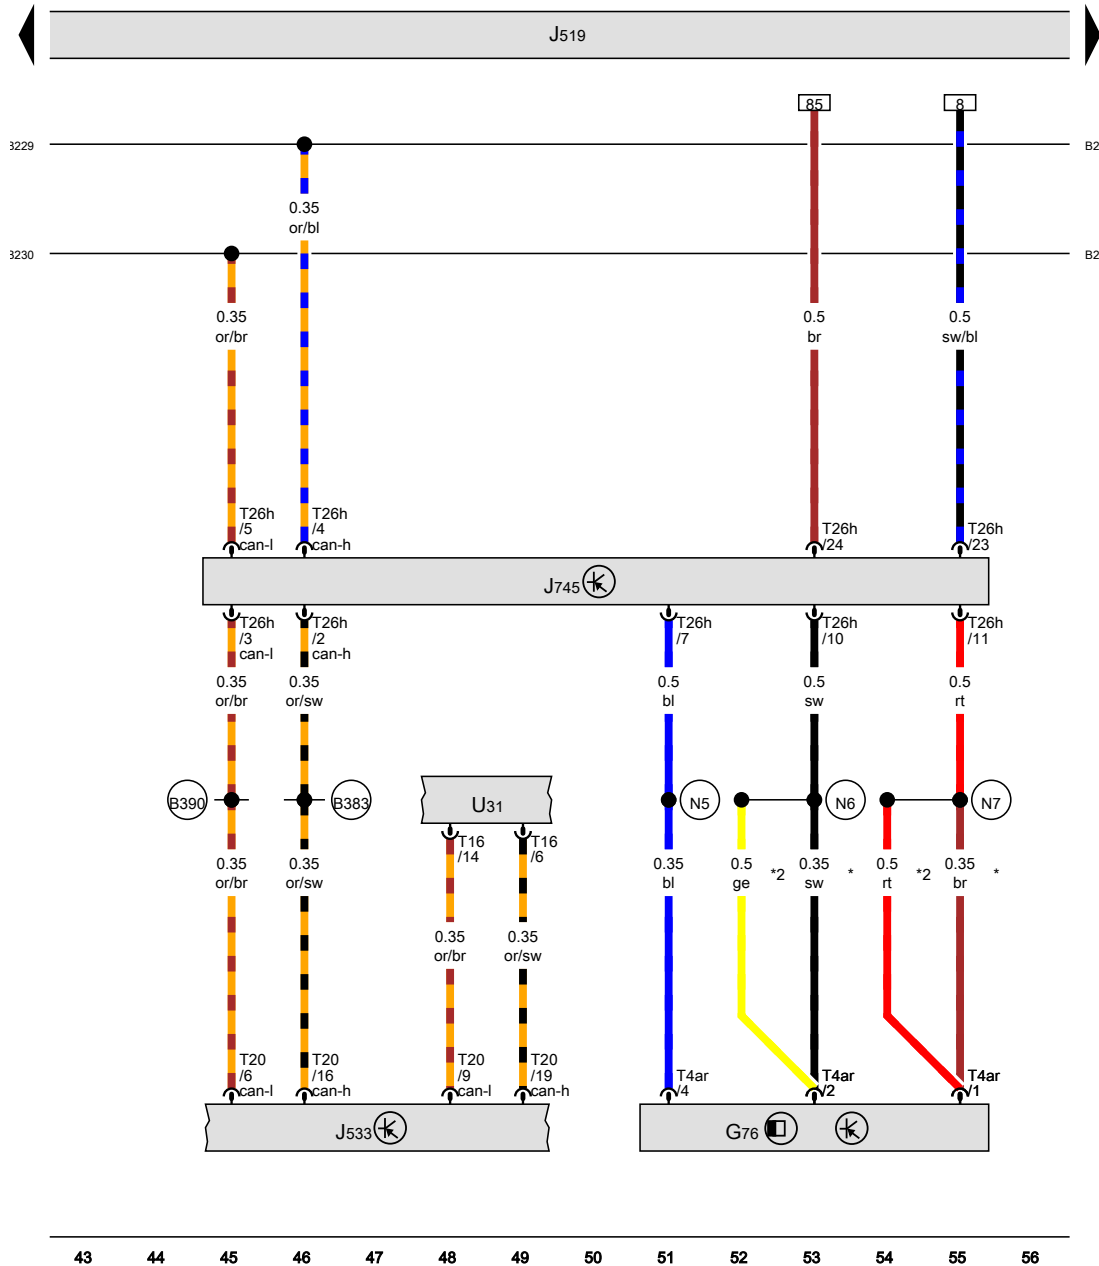 J519
85
8
B229
B2
0.35
or/bl
B230
B2
0.35
or/br
0.5
br
0.5
sw/bl
T26h
/5
can-l
T26h
/4
can-h
T26h
/24
T26h
/23
J745
T26h
/3
can-l
T26h
/2
can-h
T26h
/7
T26h
/10
T26h
/11
0.35
or/br
0.35
or/sw
0.5
bl
0.5
sw
0.5
rt
B390
B383
U31
N5
N6
N7
T16
/14
T16
/6
0.35
or/br
0.35
or/sw
0.35
bl
0.5
ge
*2
0.35
sw
*
0.5
rt
*2
0.35
br
*
0.35
or/br
0.35
or/sw
T20
/6
can-l
T20
/16
can-h
T20
/9
can-l
T20
/19
can-h
T4ar
/4
T4ar
/2
T4ar
/1
J533
G76
43 44 45 46 47 48 49 50 51 52 53 54 55 56